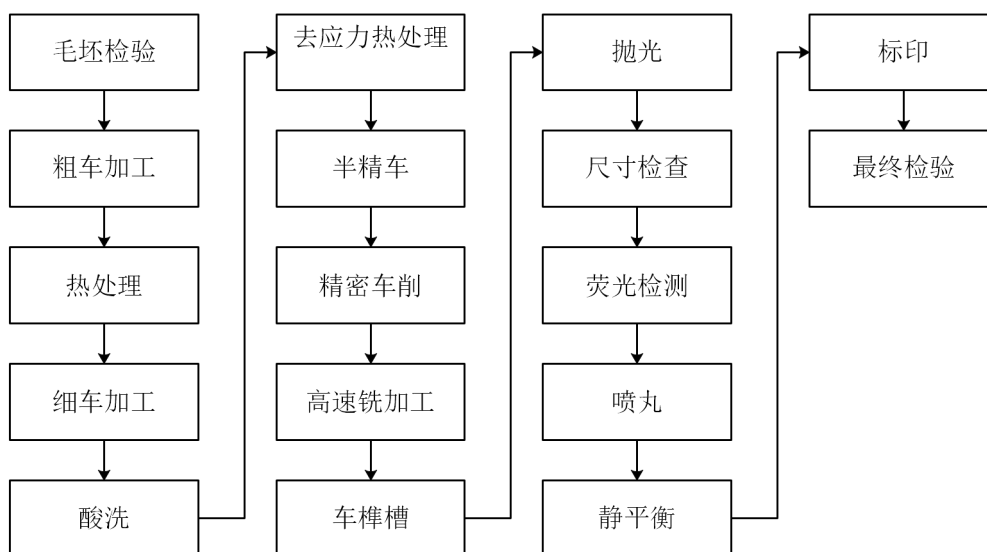 毛坯检验
粗车加工
热处理
细车加工
酸洗
去应力热处理
半精车
精密车削
高速铣加工
车榫槽
抛光
尺寸检查
荧光检测
喷丸
静平衡
标印
最终检验